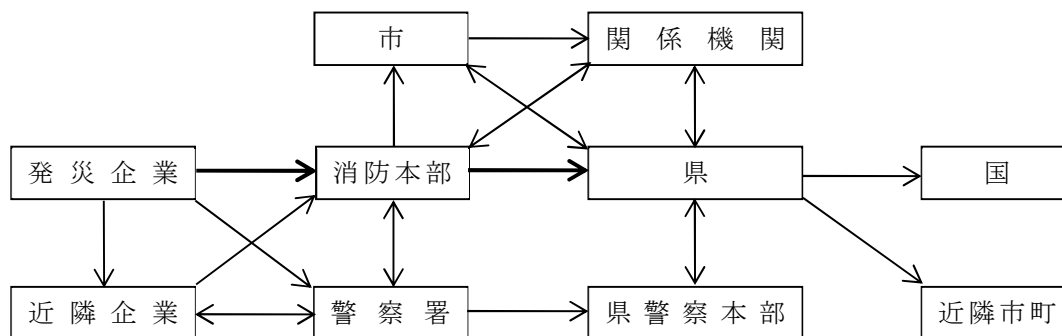 市
関係機関
発災企業
消防本部
県
国
近隣企業
警察署
県警察本部
近隣市町